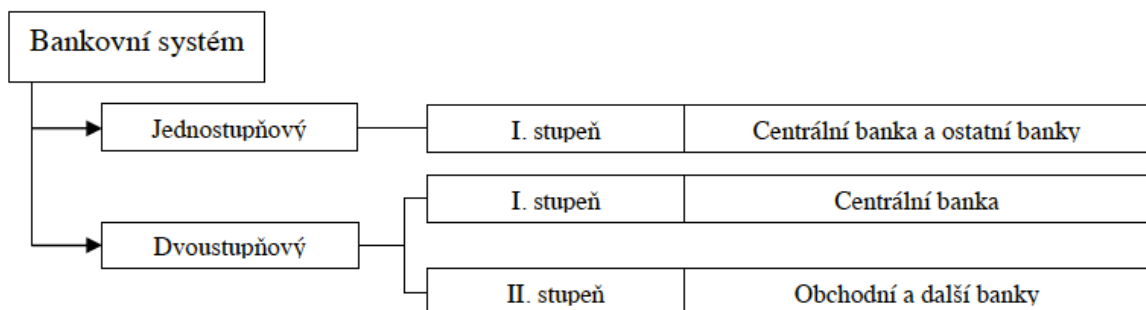 Bankovní systém
Jednostupňový
I. stupeň
Centrální banka a ostatní banky
I. stupeň
Centrální banka
Dvoustupňový
II. stupeň
Obchodní a další banky